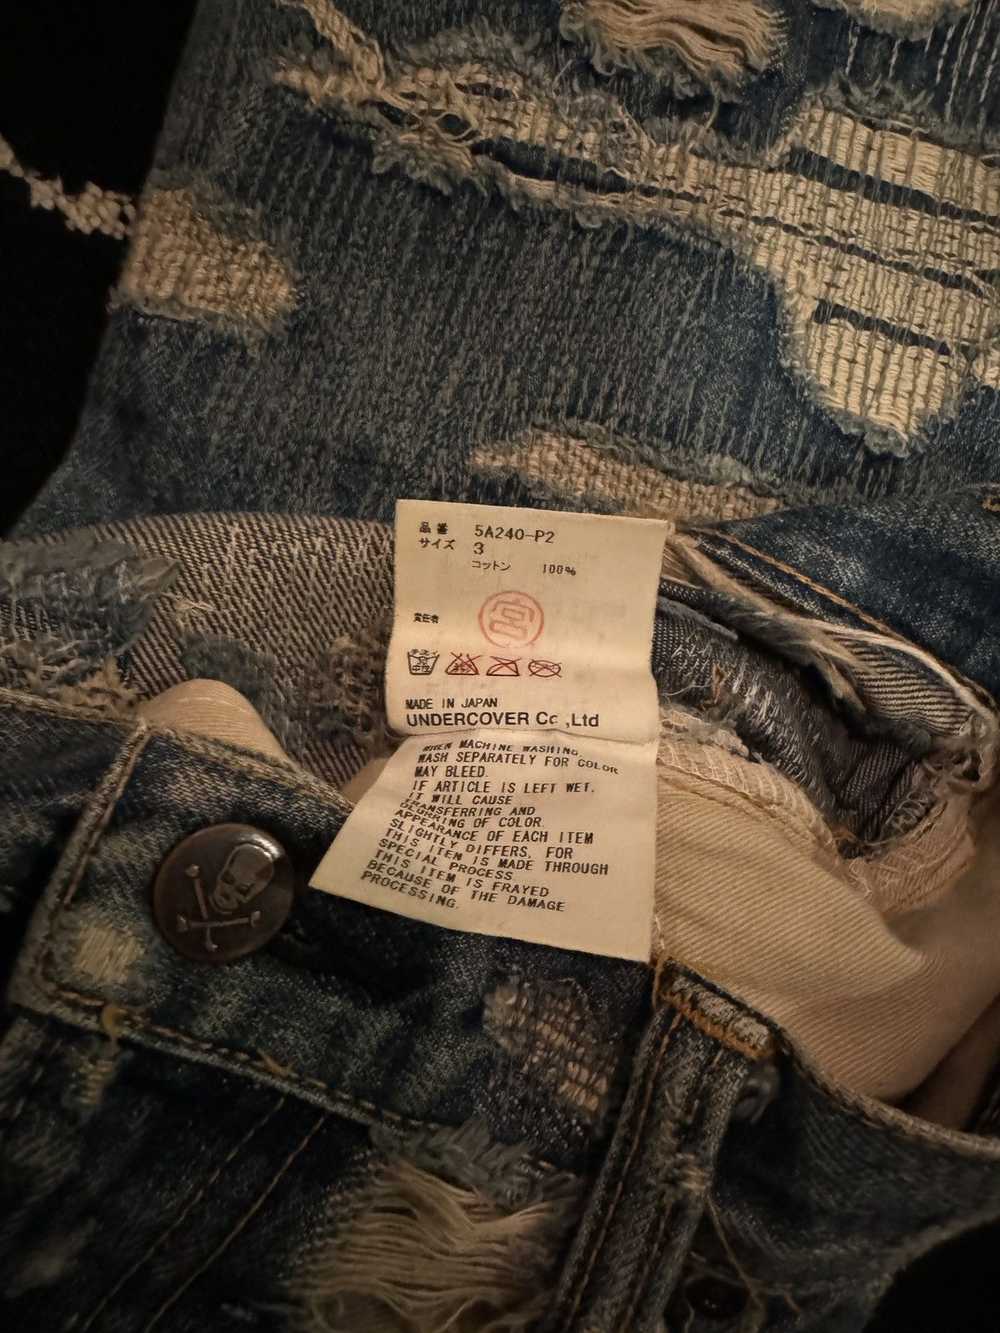 品番 5A240-P2
サイズ 3
コットン 100%
責任者
宮
MADE IN JAPAN
UNDERCOVER Co.,Ltd
WHEN MACHINE WASHING
WASH SEPARATELY FOR COLOR
MAY BLEED.
IF ARTICLE IS LEFT WET.
IT WILL CAUSE
TRANSFERRING AND
BLURRING OF COLOR.
APPEARANCE OF EACH ITEM
SLIGHTLY DIFFERS, FOR
THIS ITEN IS MADE THROUGH
SPECIAL PROCESS
THIS ITEM IS FRAYED
BECAUSE OF THE DAMAGE
PROCESSING.